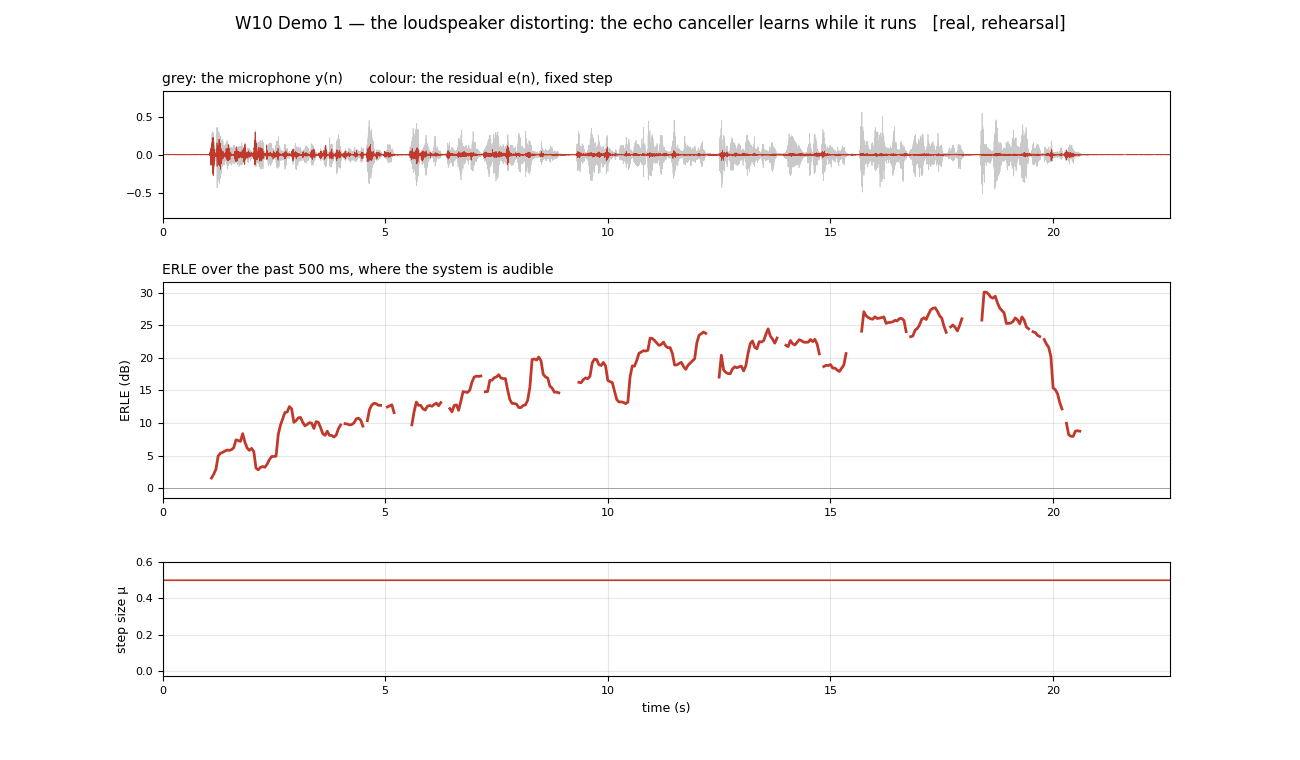 W10 Demo 1 — the loudspeaker distorting: the echo canceller learns while it runs [real, rehearsal]
grey: the microphone y(n) colour: the residual e(n), fixed step
0.5
0.0
−0.5
0 5 10 15 20
ERLE over the past 500 ms, where the system is audible
ERLE (dB)
30
25
20
15
10
5
0
0 5 10 15 20
step size μ
0.6
0.4
0.2
0.0
0 5 10 15 20
time (s)